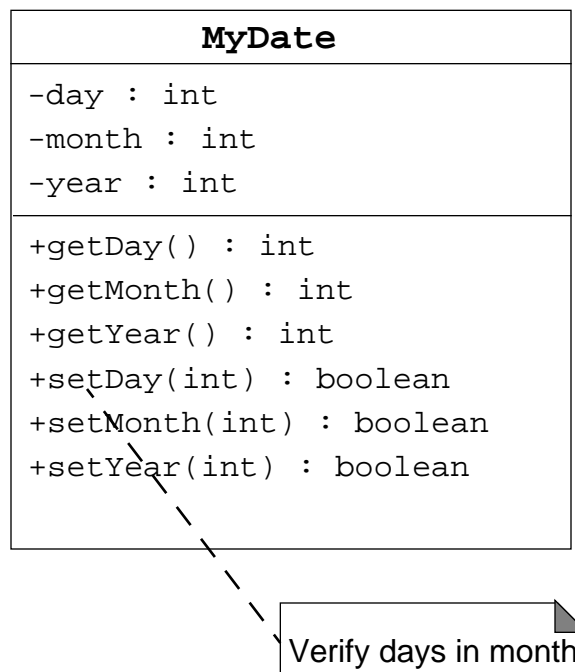 MyDate
-day : int
-month : int
-year : int
+getDay() : int
+getMonth() : int
+getYear() : int
+setDay(int) : boolean
+setMonth(int) : boolean
+setYear(int) : boolean
Verify days in month